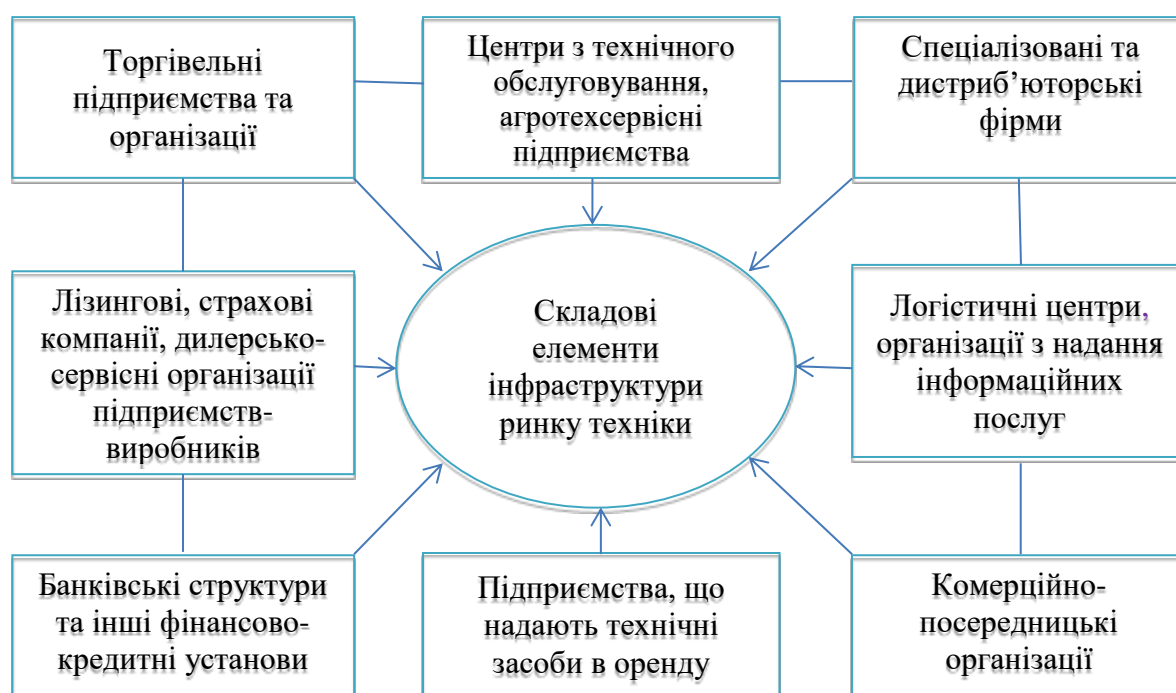 Торгівельні
підприємства та
організації
Центри з технічного
обслуговування,
агротехсервісні
підприємства
Спеціалізовані та
дистриб’юторські
фірми
Лізингові, страхові
компанії, дилерсько-
сервісні організації
підприємств-
виробників
Складові
елементи
інфраструктури
ринку техніки
Логістичні центри,
організації з надання
інформаційних
послуг
Банківські структури
та інші фінансово-
кредитні установи
Підприємства, що
надають технічні
засоби в оренду
Комерційно-
посередницькі
організації